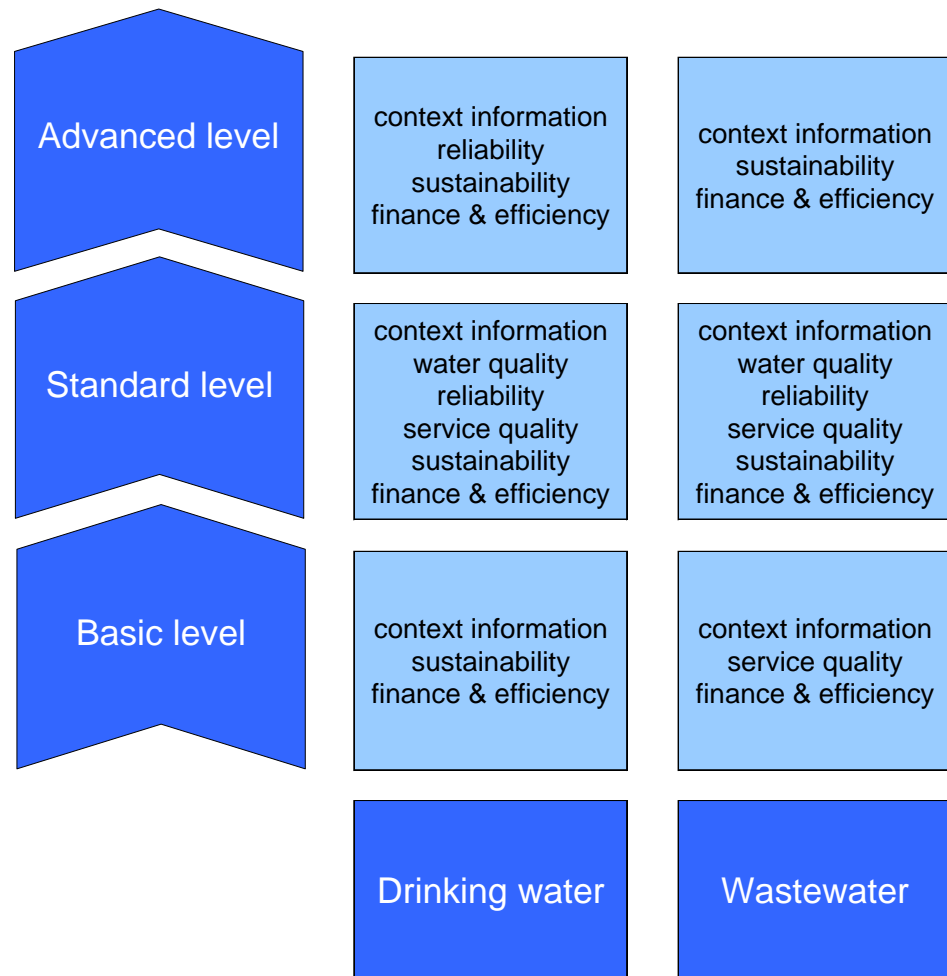 Advanced level
context information
reliability
sustainability
finance & efficiency
context information
sustainability
finance & efficiency
Standard level
context information
water quality
reliability
service quality
sustainability
finance & efficiency
context information
water quality
reliability
service quality
sustainability
finance & efficiency
Basic level
context information
sustainability
finance & efficiency
context information
service quality
finance & efficiency
Drinking water
Wastewater